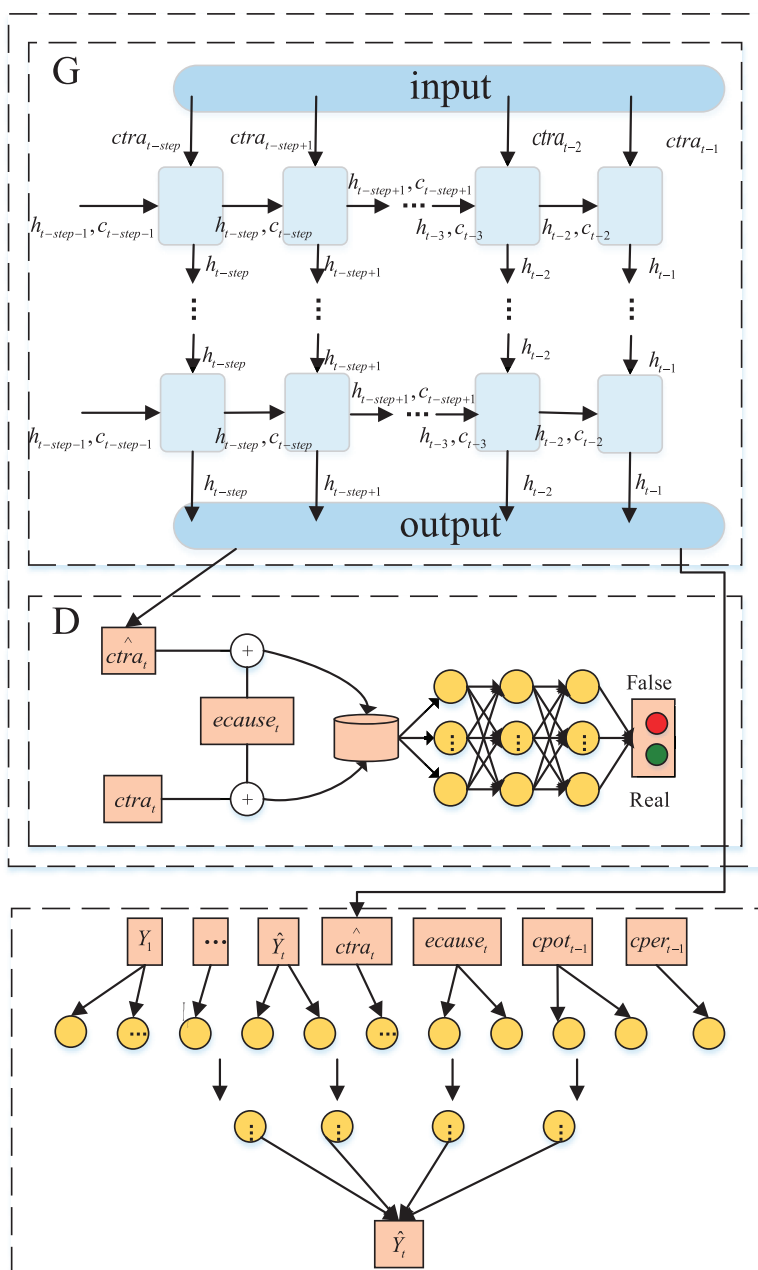 G
input
ctra_{t-step} ctra_{t-step+1} ctra_{t-2} ctra_{t-1}
h_{t-step+1}, c_{t-step+1}
...
h_{t-step-1}, c_{t-step-1} h_{t-step}, c_{t-step} h_{t-3}, c_{t-3} h_{t-2}, c_{t-2}
h_{t-step} h_{t-step+1} h_{t-2} h_{t-1}
... ... ... ...
h_{t-step} h_{t-step+1} h_{t-2} h_{t-1}
h_{t-step+1}, c_{t-step+1}
...
h_{t-step-1}, c_{t-step-1} h_{t-step}, c_{t-step} h_{t-3}, c_{t-3} h_{t-2}, c_{t-2}
h_{t-step} h_{t-step+1} h_{t-2} h_{t-1}
output
D
^ctra_t +
ecause_t
ctra_t +
False
... ... ...
Real
Y_1 ... Ŷ_t ^ctra_t ecause_t cpot_{t-1} cper_{t-1}
... ... ...
... ... ... ...
Ŷ_t